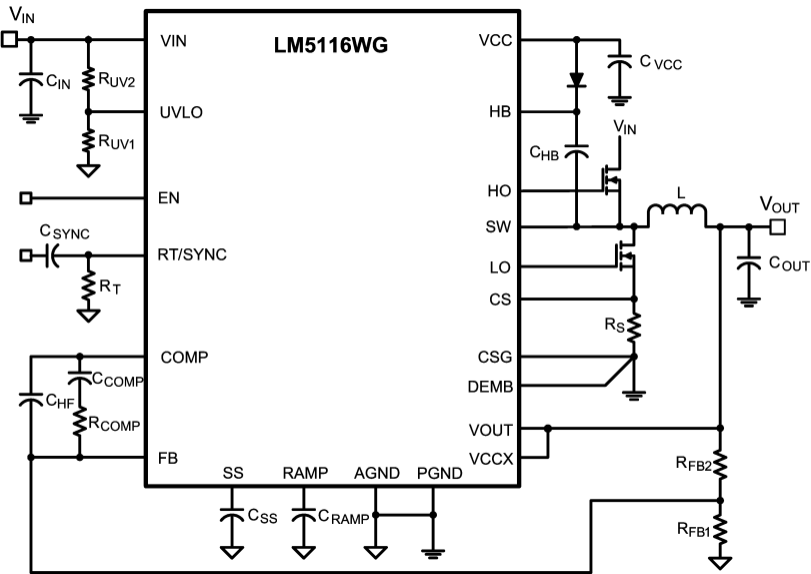 VIN
LM5116WG
VIN
CIN
RUV2
UVLO
RUV1
EN
CSYNC
RT/SYNC
RT
COMP
CCOMP
CHF
RCOMP
FB
SS
RAMP
AGND
PGND
CSS
CRAMP
VCC
CVCC
HB
VIN
CHB
HO
L
VOUT
SW
COUT
LO
CS
RS
CSG
DEMB
VOUT
VCCX
RFB2
RFB1